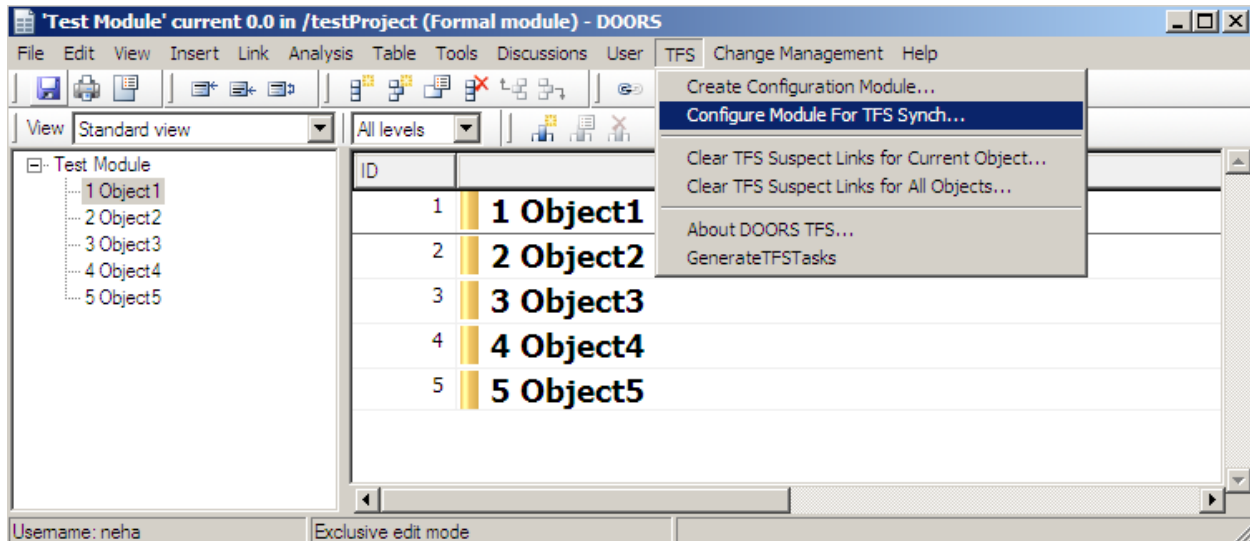 'Test Module' current 0.0 in /testProject (Formal module) - DOORS
File Edit View Insert Link Analysis Table Tools Discussions User TFS Change Management Help
Create Configuration Module...
Configure Module For TFS Synch...
Clear TFS Suspect Links for Current Object...
Clear TFS Suspect Links for All Objects...
About DOORS TFS...
GenerateTFSTasks
View Standard view All levels
Test Module
1 Object1
2 Object2
3 Object3
4 Object4
5 Object5
ID
1 1 Object1
2 2 Object2
3 3 Object3
4 4 Object4
5 5 Object5
Username: neha Exclusive edit mode